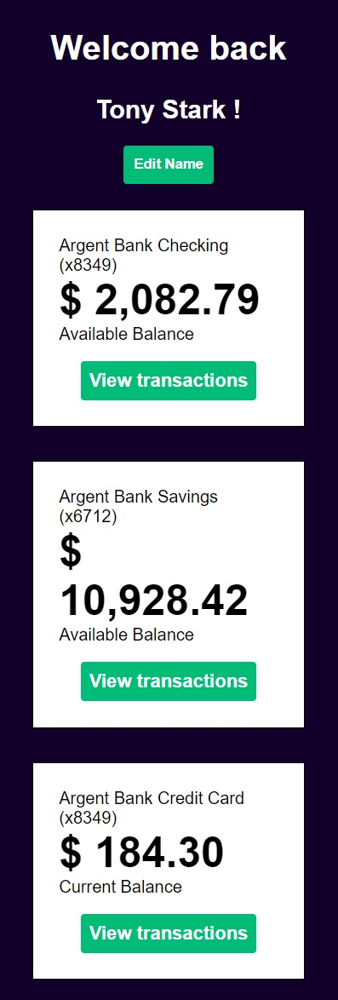 Welcome back
Tony Stark !
Edit Name
Argent Bank Checking
(x8349)
$ 2,082.79
Available Balance
View transactions
Argent Bank Savings
(x6712)
$
10,928.42
Available Balance
View transactions
Argent Bank Credit Card
(x8349)
$ 184.30
Current Balance
View transactions